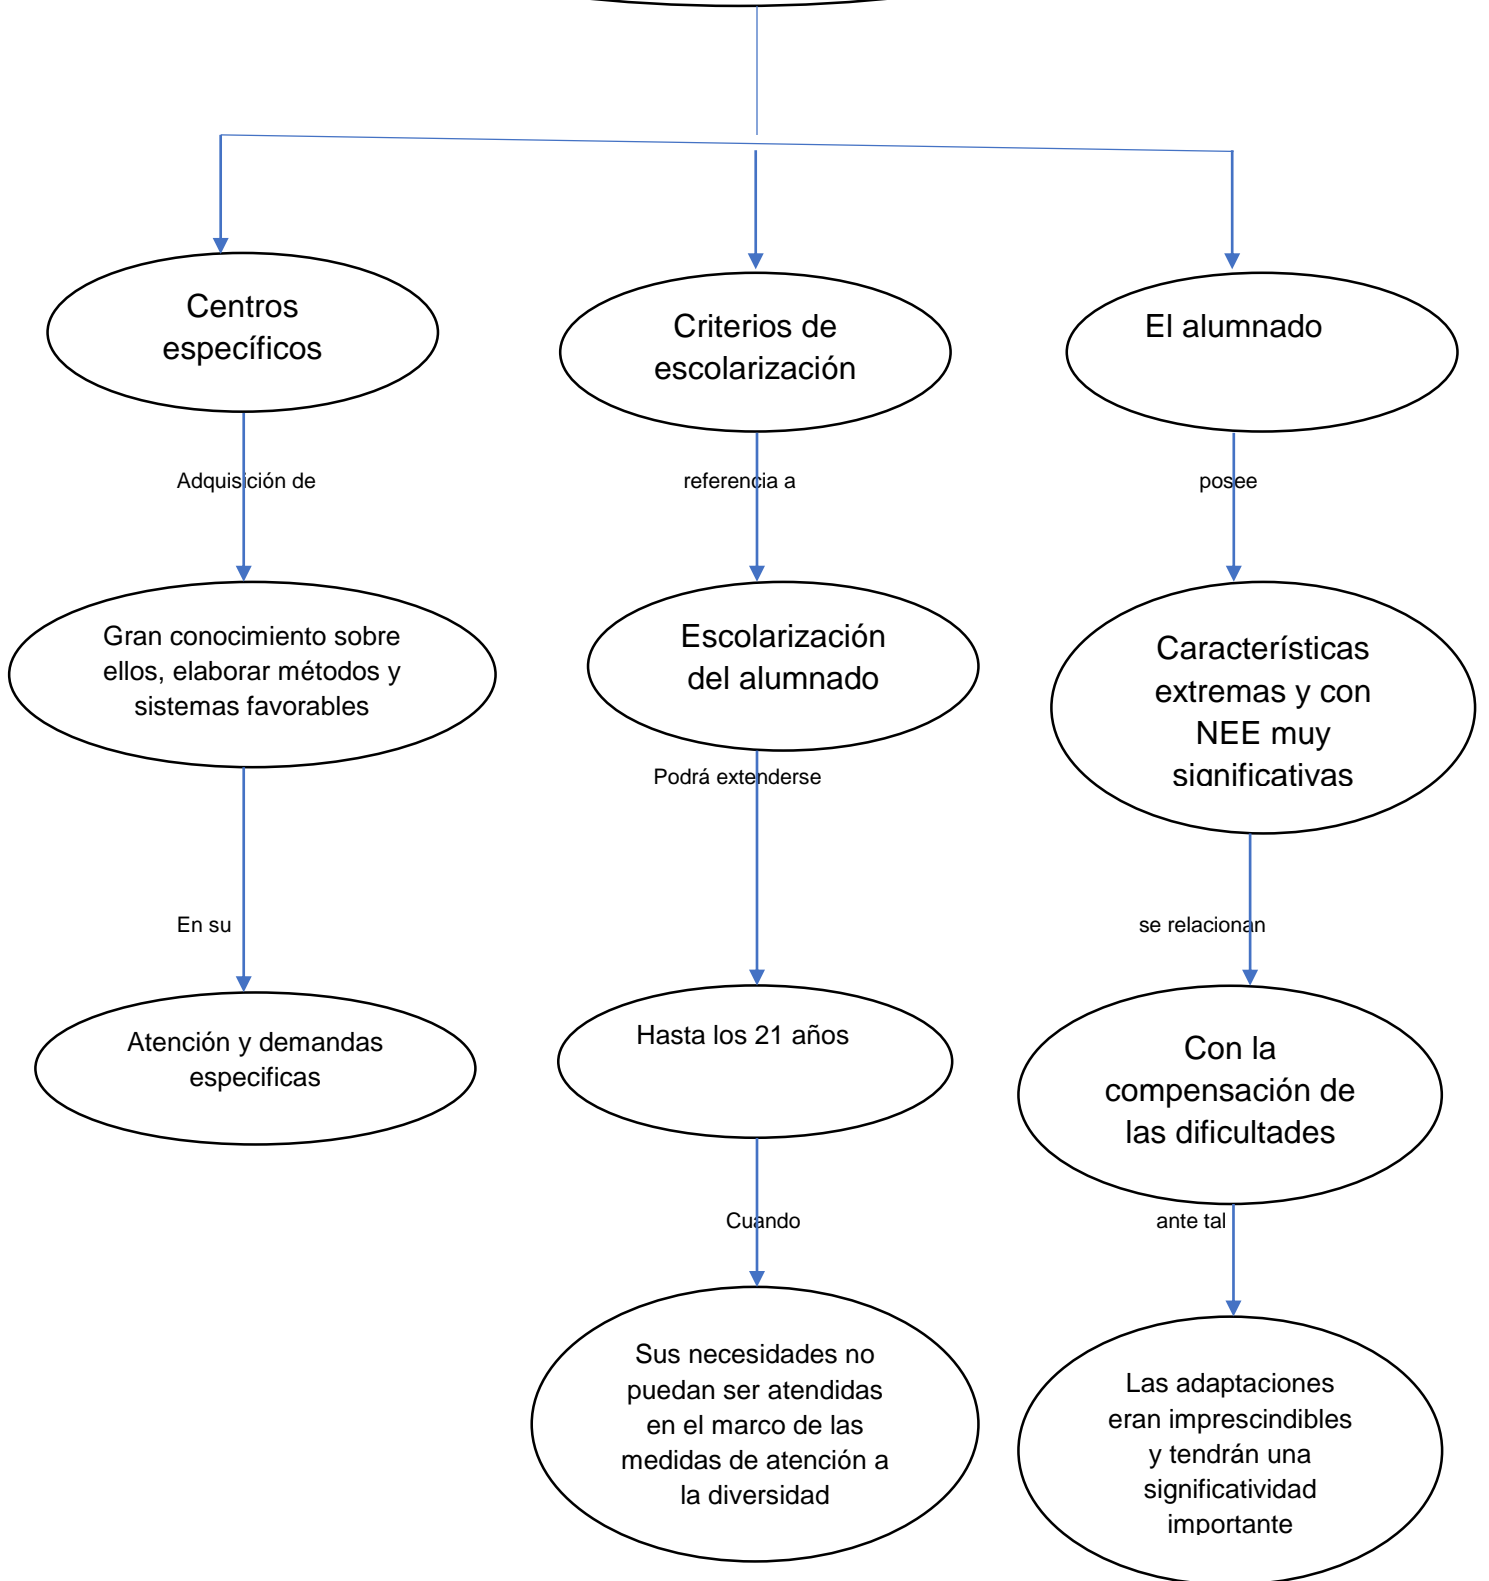 Centros
específicos
Criterios de
escolarización
El alumnado
Adquisición de
referencia a
posee
Gran conocimiento sobre
ellos, elaborar métodos y
sistemas favorables
Escolarización
del alumnado
Características
extremas y con
NEE muy
significativas
Podrá extenderse
En su
se relacionan
Atención y demandas
especificas
Hasta los 21 años
Con la
compensación de
las dificultades
Cuando
ante tal
Sus necesidades no
puedan ser atendidas
en el marco de las
medidas de atención a
la diversidad
Las adaptaciones
eran imprescindibles
y tendrán una
significatividad
importante